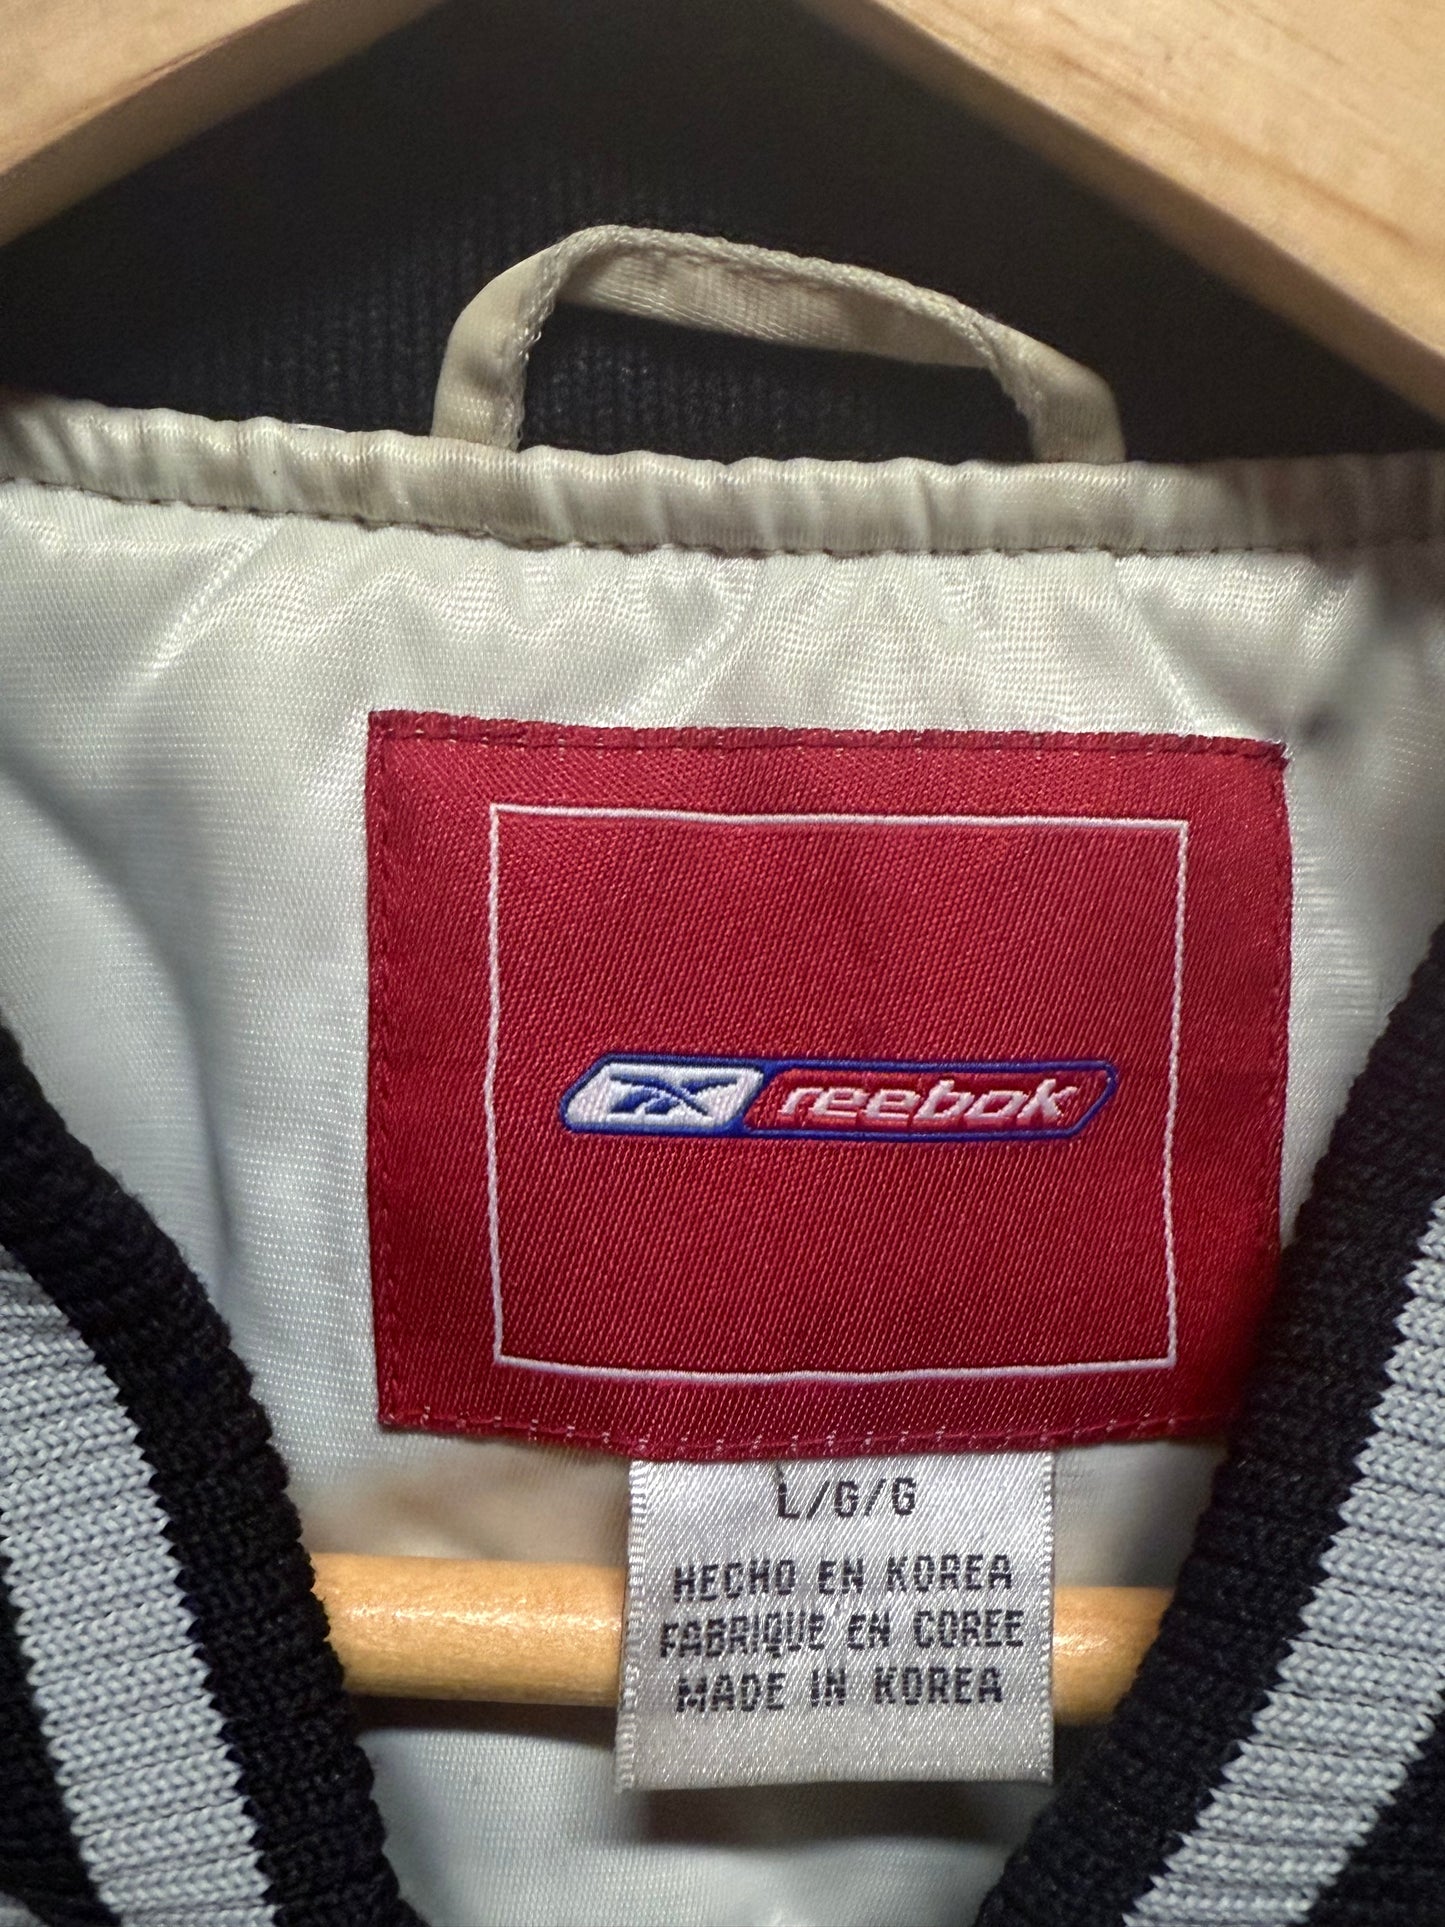 reebok
L/G/G
HECHO EN KOREA
FABRIQUE EN COREE
MADE IN KOREA